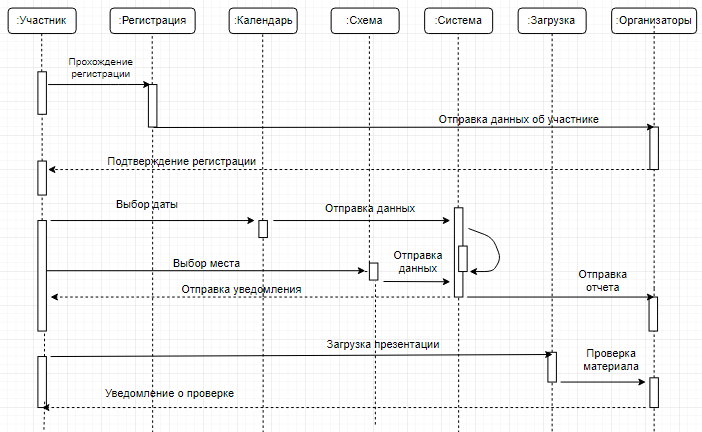 :Участник
:Регистрация
:Календарь
:Схема
:Система
:Загрузка
:Организаторы
Прохождение
регистрации
Отправка данных об участнике
Подтверждение регистрации
Выбор даты
Отправка данных
Выбор места
Отправка
данных
Отправка уведомления
Отправка
отчета
Загрузка презентации
Проверка
материала
Уведомление о проверке